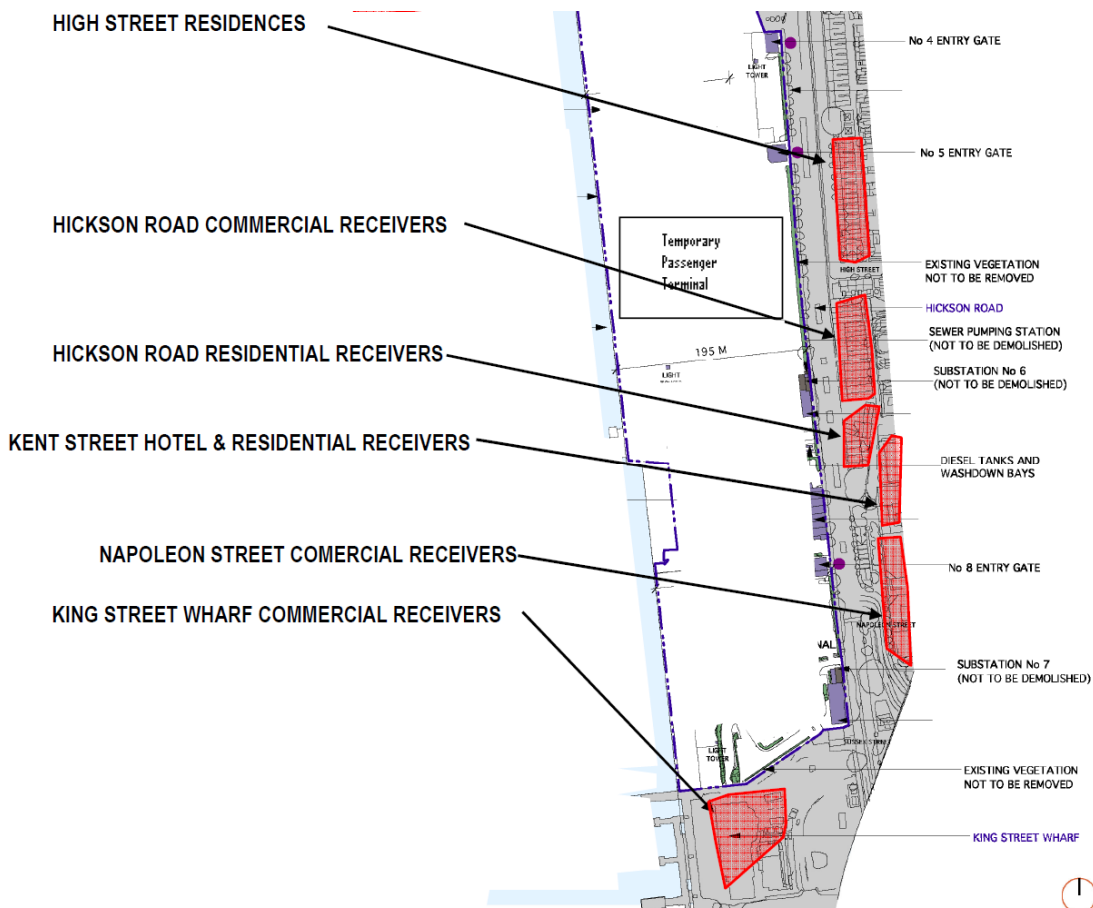 HIGH STREET RESIDENCES
No 4 ENTRY GATE
LIGHT
TOWER
No 5 ENTRY GATE
HICKSON ROAD COMMERCIAL RECEIVERS
Temporary
Passenger
Terminal
EXISTING VEGETATION
NOT TO BE REMOVED
HIGH STREET
HICKSON ROAD
SEWER PUMPING STATION
(NOT TO BE DEMOLISHED)
HICKSON ROAD RESIDENTIAL RECEIVERS
195 M
LIGHT
SUBSTATION No 6
(NOT TO BE DEMOLISHED)
KENT STREET HOTEL & RESIDENTIAL RECEIVERS
DIESEL TANKS AND
WASHDOWN BAYS
NAPOLEON STREET COMERCIAL RECEIVERS
No 8 ENTRY GATE
KING STREET WHARF COMMERCIAL RECEIVERS
NAPOLEON STREET
NAL
SUBSTATION No 7
(NOT TO BE DEMOLISHED)
SUSSEX STREET
LIGHT
TOWER
EXISTING VEGETATION
NOT TO BE REMOVED
KING STREET WHARF